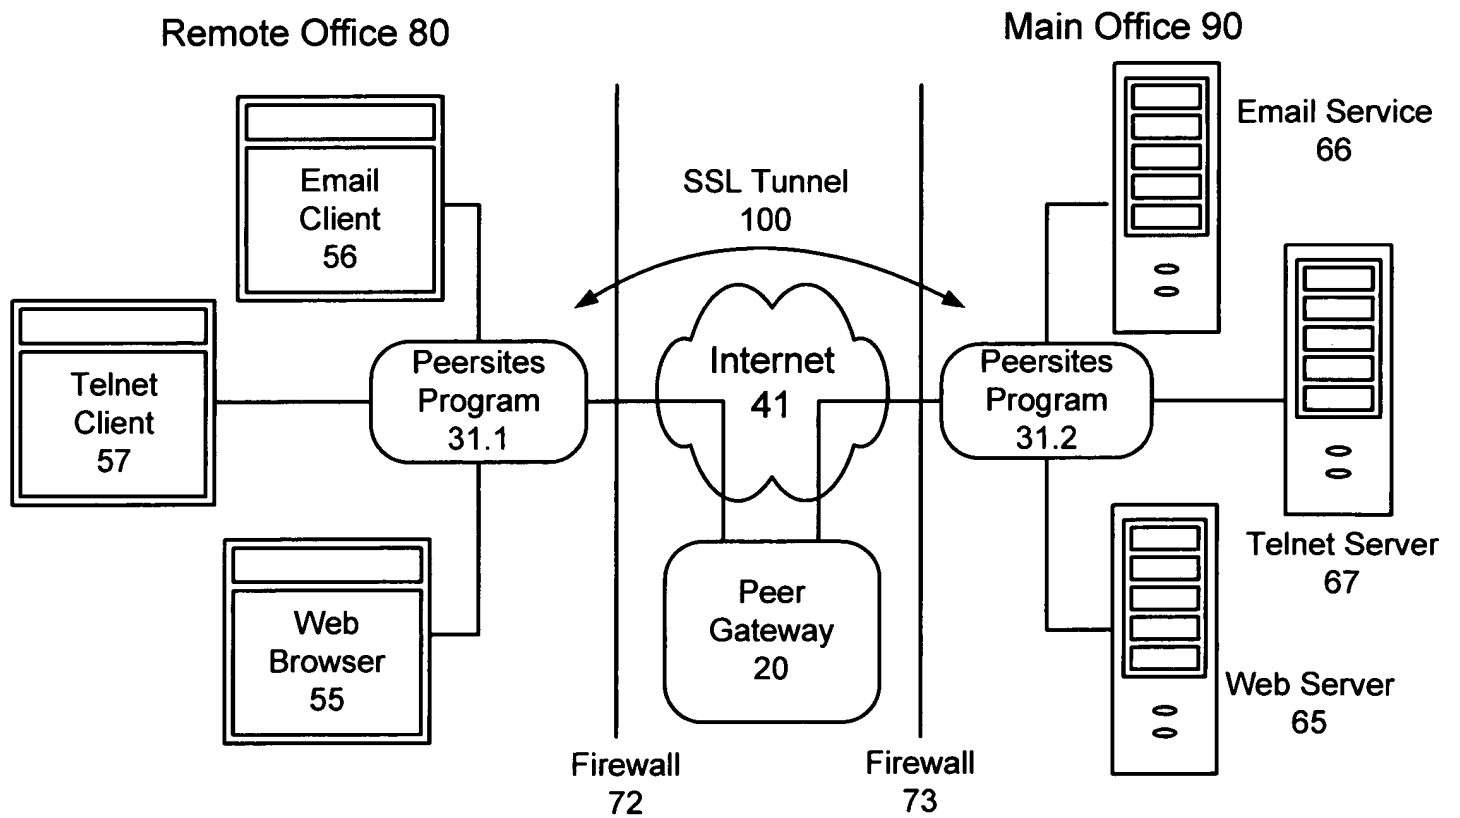 Remote Office 80
Main Office 90
Email Service
66
Email
Client
56
SSL Tunnel
100
Telnet
Client
57
Peersites
Program
31.1
Internet
41
Peersites
Program
31.2
Telnet Server
67
Web
Browser
55
Peer
Gateway
20
Web Server
65
Firewall
72
Firewall
73